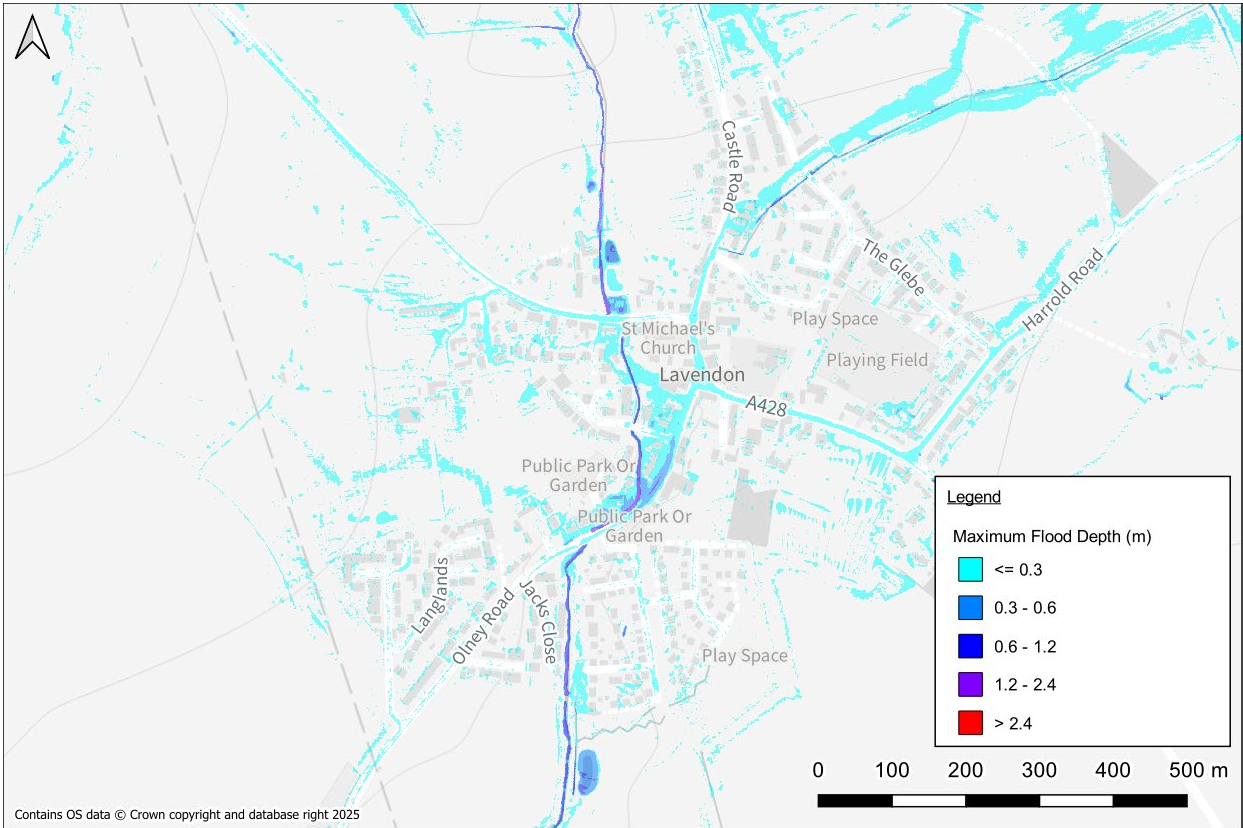 Castle Road
The Glebe
Harrold Road
Play Space
St Michael's
Church
Playing Field
Lavendon
A428
Public Park Or
Garden
Public Park Or
Garden
Langlands
Olney Road
Jacks Close
Play Space
Legend
Maximum Flood Depth (m)
<= 0.3
0.3 - 0.6
0.6 - 1.2
1.2 - 2.4
> 2.4
0 100 200 300 400 500 m
Contains OS data © Crown copyright and database right 2025